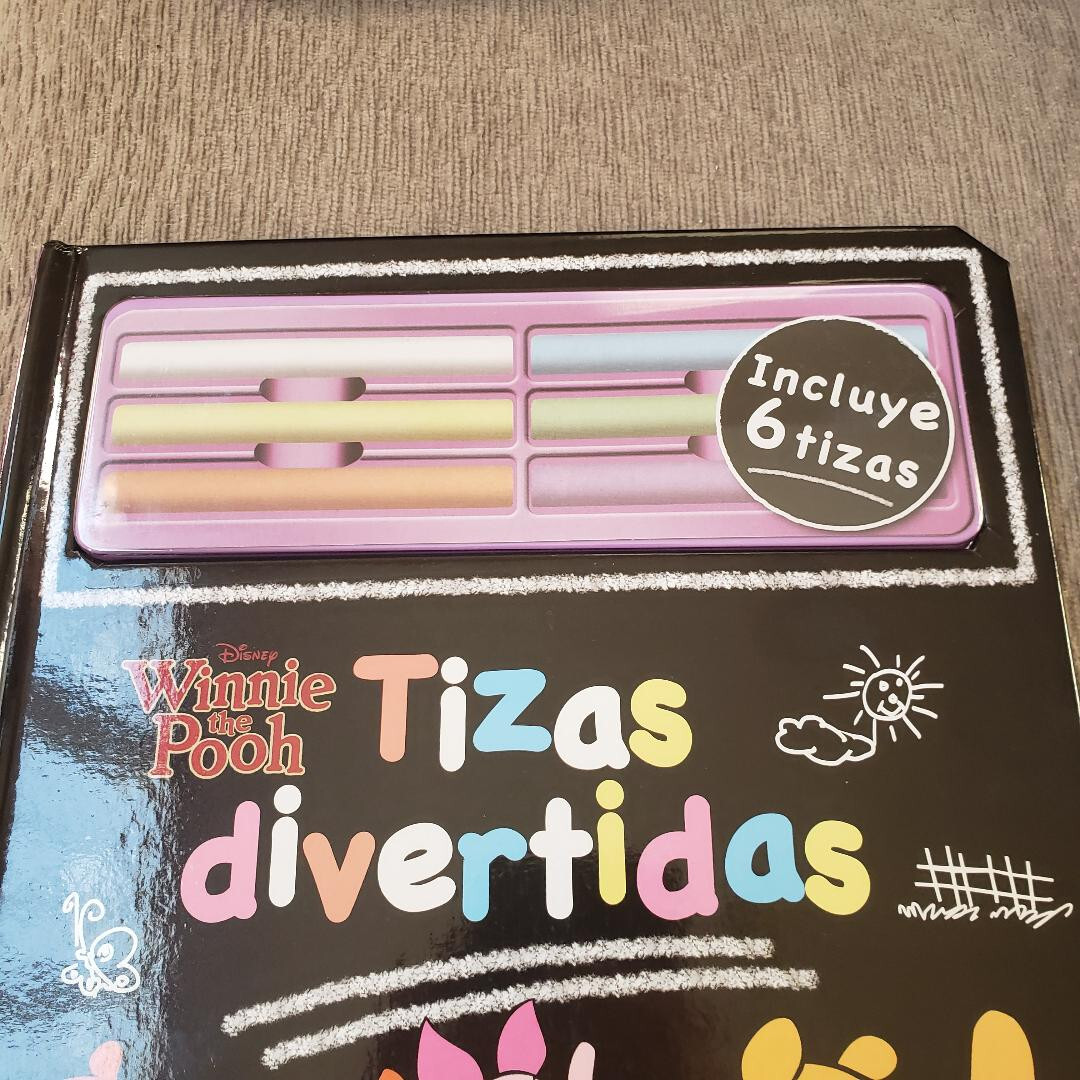 Incluye
6 tizas
Disney
Winnie
the
Pooh
Tizas
divertidas